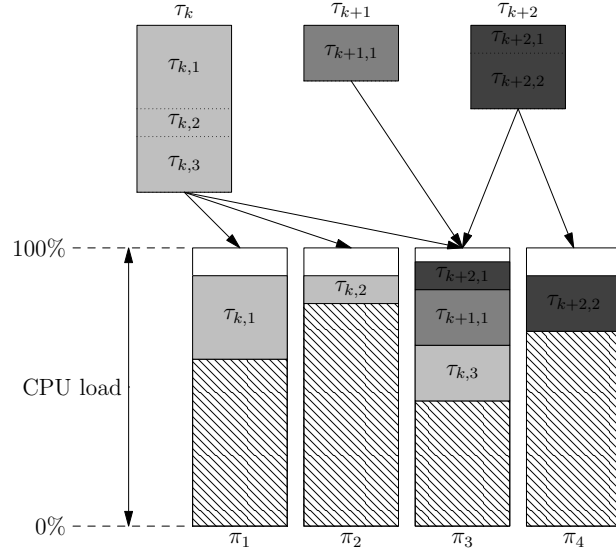 τk τk+1 τk+2
τk,1 τk+1,1 τk+2,1
τk+2,2
τk,2
τk,3
100%
τk+2,1
τk,1 τk,2 τk+1,1 τk+2,2
τk,3
CPU load
0%
π1 π2 π3 π4